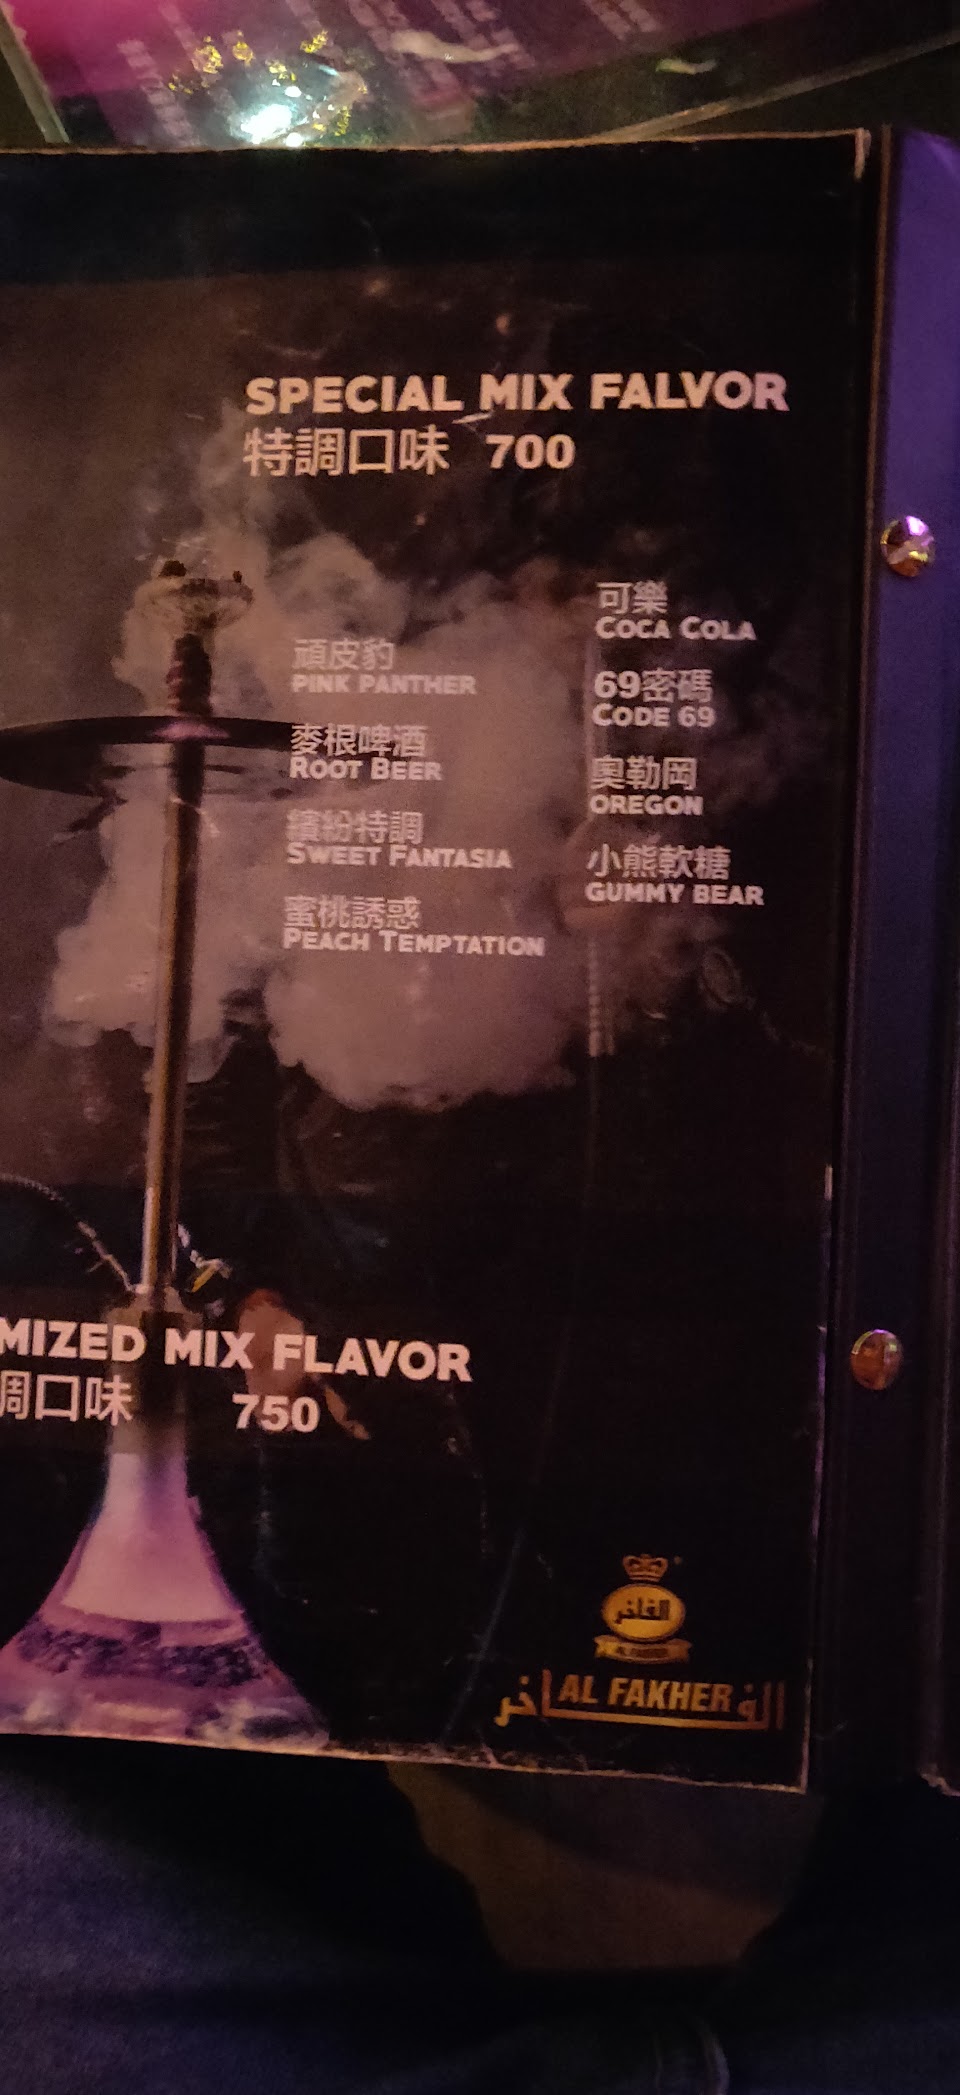 SPECIAL MIX FALVOR
特調口味 700
頑皮豹
PINK PANTHER
麥根啤酒
ROOT BEER
繽紛特調
SWEET FANTASIA
蜜桃誘惑
PEACH TEMPTATION
可樂
COCA COLA
69密碼
CODE 69
奧勒岡
OREGON
小熊軟糖
GUMMY BEAR
MIZED MIX FLAVOR
調口味 750
الفاخر
AL FAKHER
الفاخر